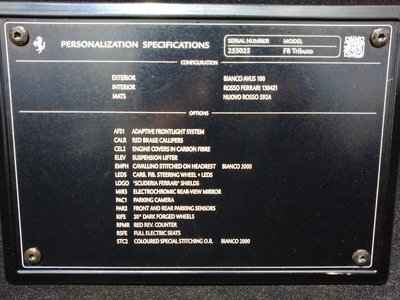 PERSONALIZATION SPECIFICATIONS
SERIAL NUMBER MODEL
255025 F8 Tributo
CONFIGURATION
EXTERIOR BIANCO AVUS 100
INTERIOR ROSSO FERRARI 130421
MATS NUOVO ROSSO 592A
OPTIONS
AFS1 ADAPTIVE FRONTLIGHT SYSTEM
CALR RED BRAKE CALLIPERS
CEL2 ENGINE COVERS IN CARBON FIBRE
ELEV SUSPENSION LIFTER
EMPH CAVALLINO STITCHED ON HEADREST BIANCO 2000
LEDS CARB. FIB. STEERING WHEEL + LEDS
LOGO "SCUDERIA FERRARI" SHIELDS
MIR3 ELECTROCHROMIC REAR-VIEW MIRROR
PAC1 PARKING CAMERA
PAR2 FRONT AND REAR PARKING SENSORS
RIFS 20" DARK FORGED WHEELS
RPMR RED REV. COUNTER
RSFE FULL ELECTRIC SEATS
STC2 COLOURED SPECIAL STITCHING O.R. BIANCO 2000